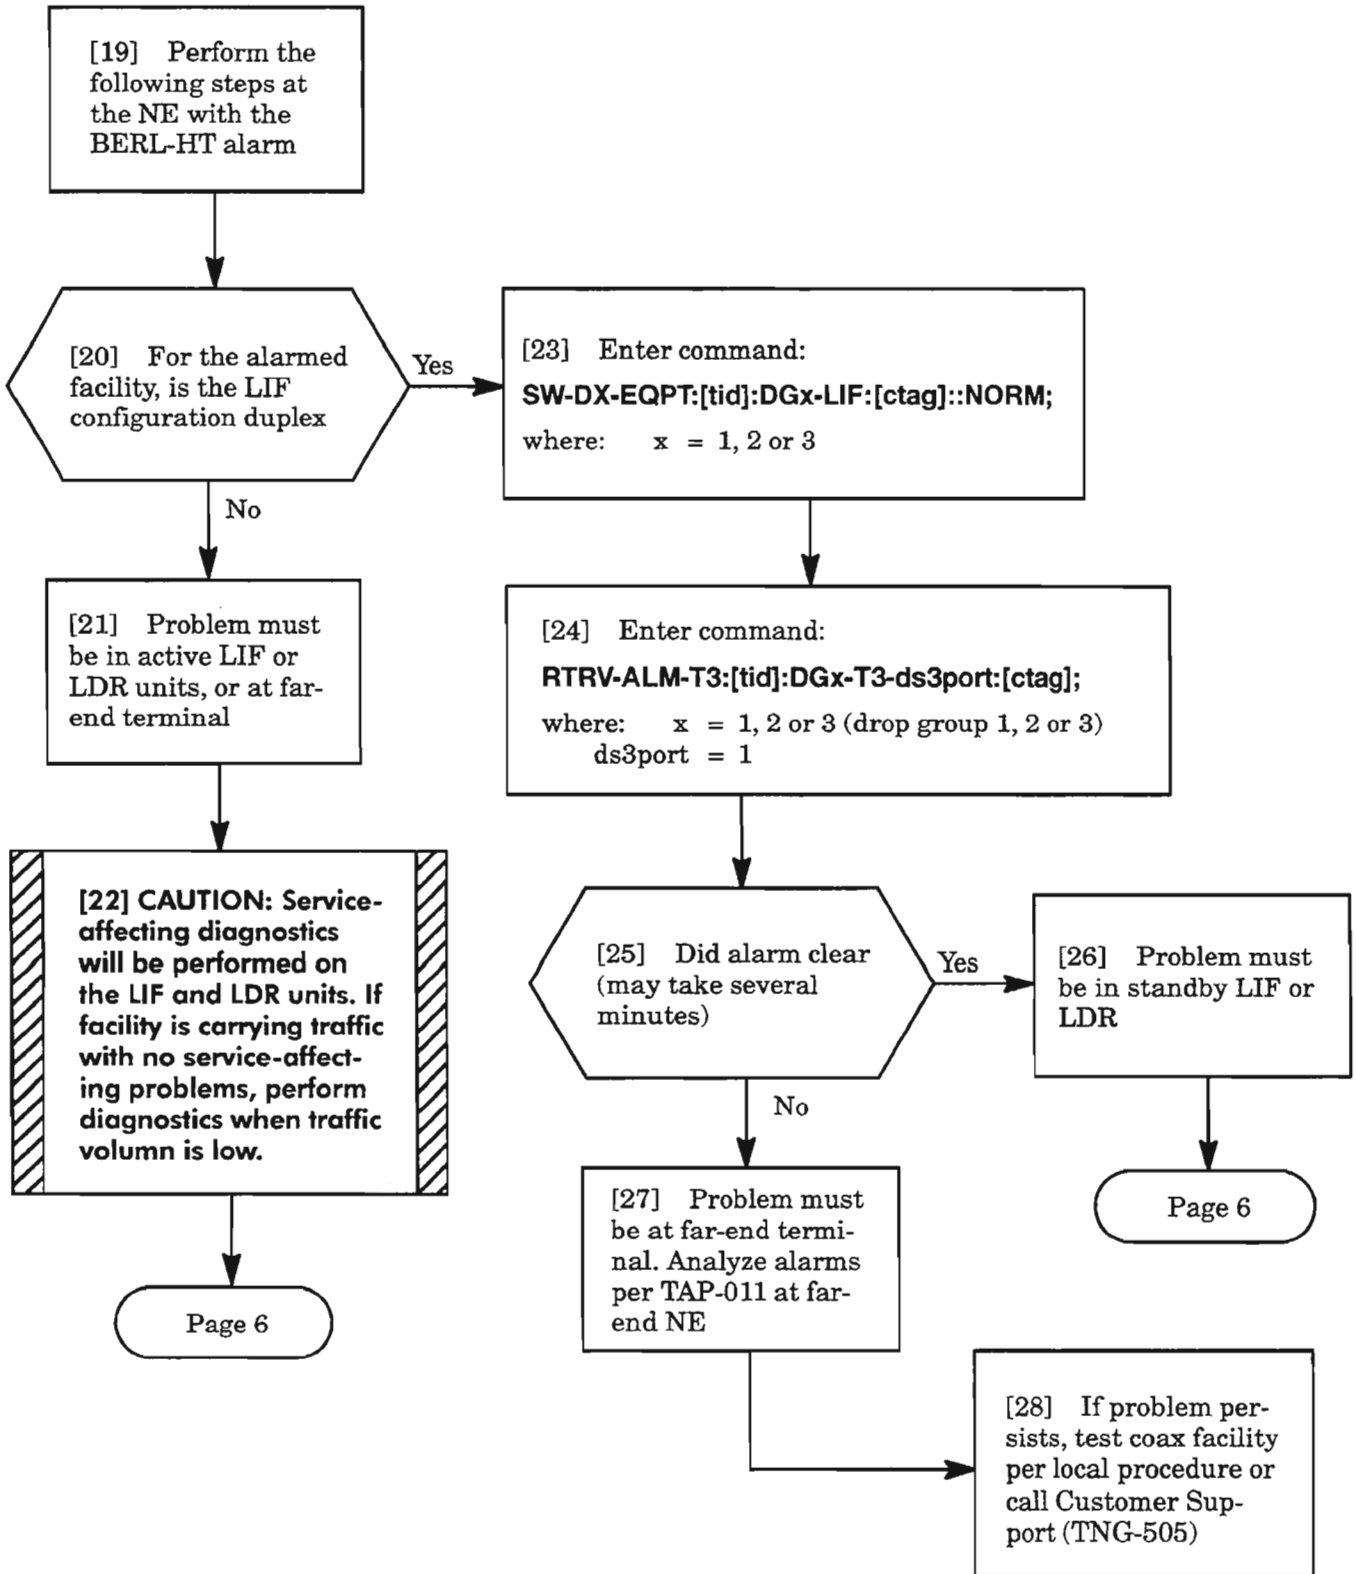 [19] Perform the
following steps at
the NE with the
BERL-HT alarm
[20] For the alarmed
facility, is the LIF
configuration duplex
Yes
No
[23] Enter command:
SW-DX-EQPT:[tid]:DGx-LIF:[ctag]::NORM;
where: x = 1, 2 or 3
[21] Problem must
be in active LIF or
LDR units, or at far-
end terminal
[24] Enter command:
RTRV-ALM-T3:[tid]:DGx-T3-ds3port:[ctag];
where: x = 1, 2 or 3 (drop group 1, 2 or 3)
ds3port = 1
[22] CAUTION: Service-
affecting diagnostics
will be performed on
the LIF and LDR units. If
facility is carrying traffic
with no service-affect-
ing problems, perform
diagnostics when traffic
volumn is low.
Page 6
[25] Did alarm clear
(may take several
minutes)
Yes
No
[26] Problem must
be in standby LIF or
LDR
Page 6
[27] Problem must
be at far-end termi-
nal. Analyze alarms
per TAP-011 at far-
end NE
[28] If problem per-
sists, test coax facility
per local procedure or
call Customer Sup-
port (TNG-505)